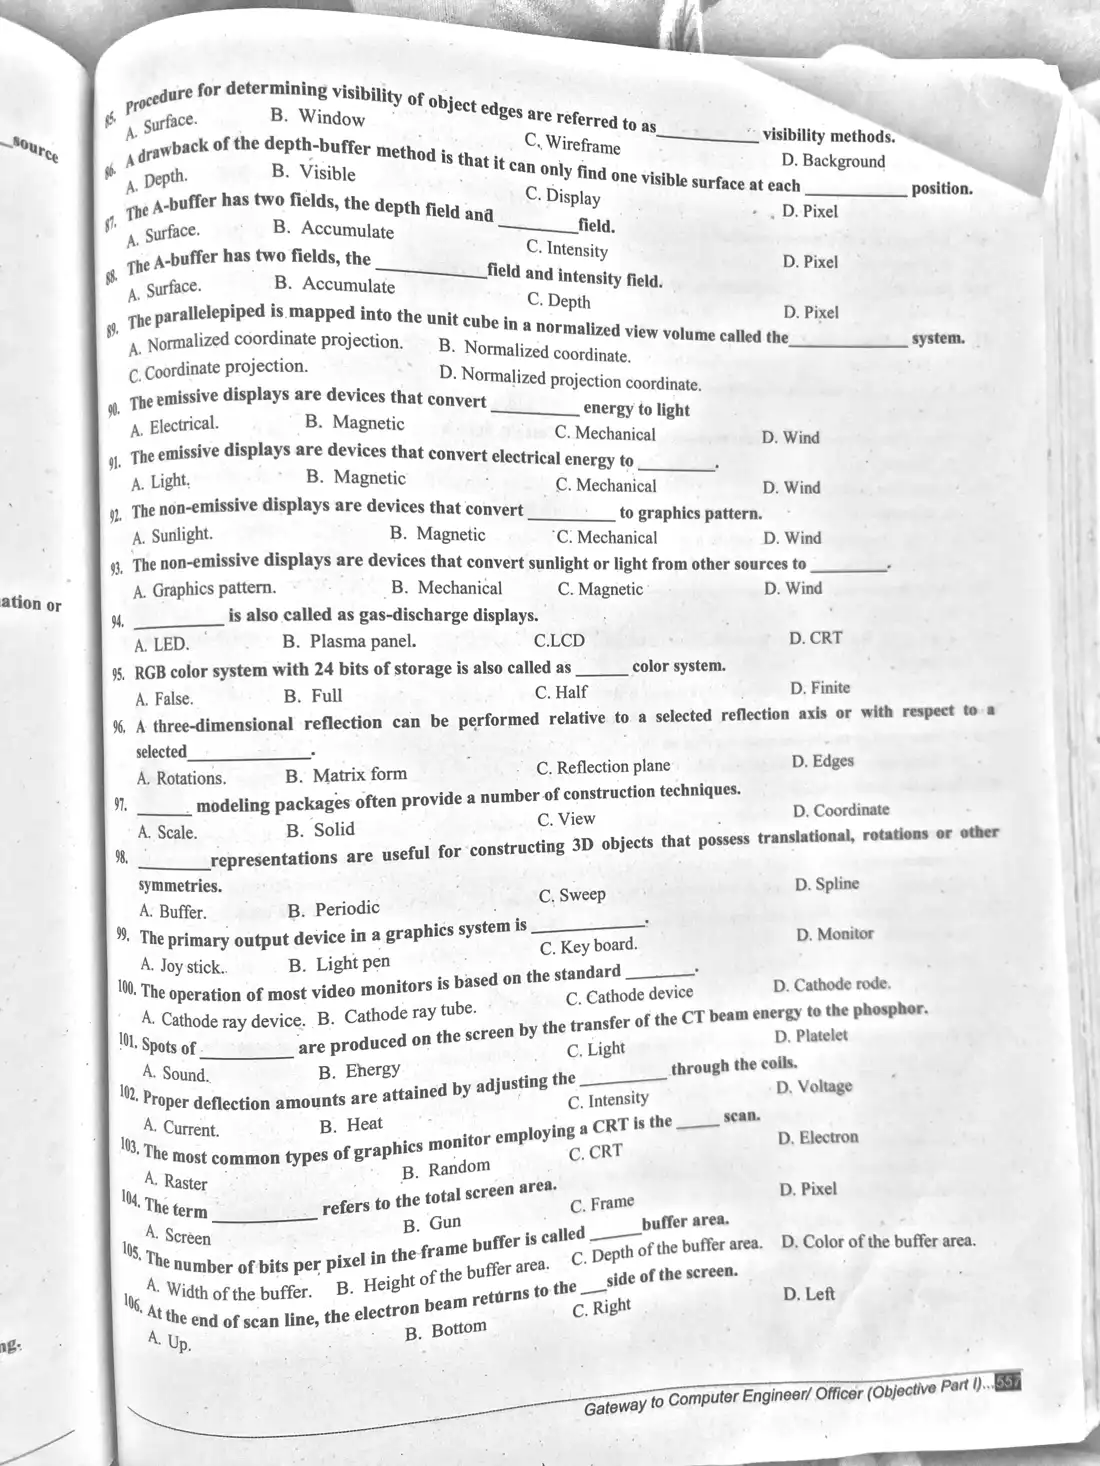 source
ation or
ng.
85. Procedure for determining visibility of object edges are referred to as__________ visibility methods.
A. Surface. B. Window C. Wireframe D. Background
86. A drawback of the depth-buffer method is that it can only find one visible surface at each __________ position.
A. Depth. B. Visible C. Display D. Pixel
87. The A-buffer has two fields, the depth field and ________field.
A. Surface. B. Accumulate C. Intensity D. Pixel
88. The A-buffer has two fields, the __________field and intensity field.
A. Surface. B. Accumulate C. Depth D. Pixel
89. The parallelepiped is mapped into the unit cube in a normalized view volume called the____________ system.
A. Normalized coordinate projection. B. Normalized coordinate.
C. Coordinate projection. D. Normalized projection coordinate.
90. The emissive displays are devices that convert _________ energy to light
A. Electrical. B. Magnetic C. Mechanical D. Wind
91. The emissive displays are devices that convert electrical energy to ________.
A. Light. B. Magnetic C. Mechanical D. Wind
92. The non-emissive displays are devices that convert _________ to graphics pattern.
A. Sunlight. B. Magnetic C. Mechanical D. Wind
93. The non-emissive displays are devices that convert sunlight or light from other sources to ________.
A. Graphics pattern. B. Mechanical C. Magnetic D. Wind
94. _________ is also called as gas-discharge displays.
A. LED. B. Plasma panel. C.LCD D. CRT
95. RGB color system with 24 bits of storage is also called as _____ color system.
A. False. B. Full C. Half D. Finite
96. A three-dimensional reflection can be performed relative to a selected reflection axis or with respect to a
selected____________.
A. Rotations. B. Matrix form C. Reflection plane D. Edges
97. _____ modeling packages often provide a number of construction techniques.
A. Scale. B. Solid C. View D. Coordinate
98. _______representations are useful for constructing 3D objects that possess translational, rotations or other
symmetries.
A. Buffer. B. Periodic C. Sweep D. Spline
99. The primary output device in a graphics system is ___________.
A. Joy stick. B. Light pen C. Key board. D. Monitor
100. The operation of most video monitors is based on the standard _______.
A. Cathode ray device. B. Cathode ray tube. C. Cathode device D. Cathode rode.
101. Spots of _________ are produced on the screen by the transfer of the CT beam energy to the phosphor.
A. Sound. B. Energy C. Light D. Platelet
102. Proper deflection amounts are attained by adjusting the _________ through the coils.
A. Current. B. Heat C. Intensity D. Voltage
103. The most common types of graphics monitor employing a CRT is the ____ scan.
A. Raster B. Random C. CRT D. Electron
104. The term __________ refers to the total screen area.
A. Screen B. Gun C. Frame D. Pixel
105. The number of bits per pixel in the frame buffer is called _____buffer area.
A. Width of the buffer. B. Height of the buffer area. C. Depth of the buffer area. D. Color of the buffer area.
106. At the end of scan line, the electron beam returns to the ___side of the screen.
A. Up. B. Bottom C. Right D. Left
Gateway to Computer Engineer/ Officer (Objective Part I)...557